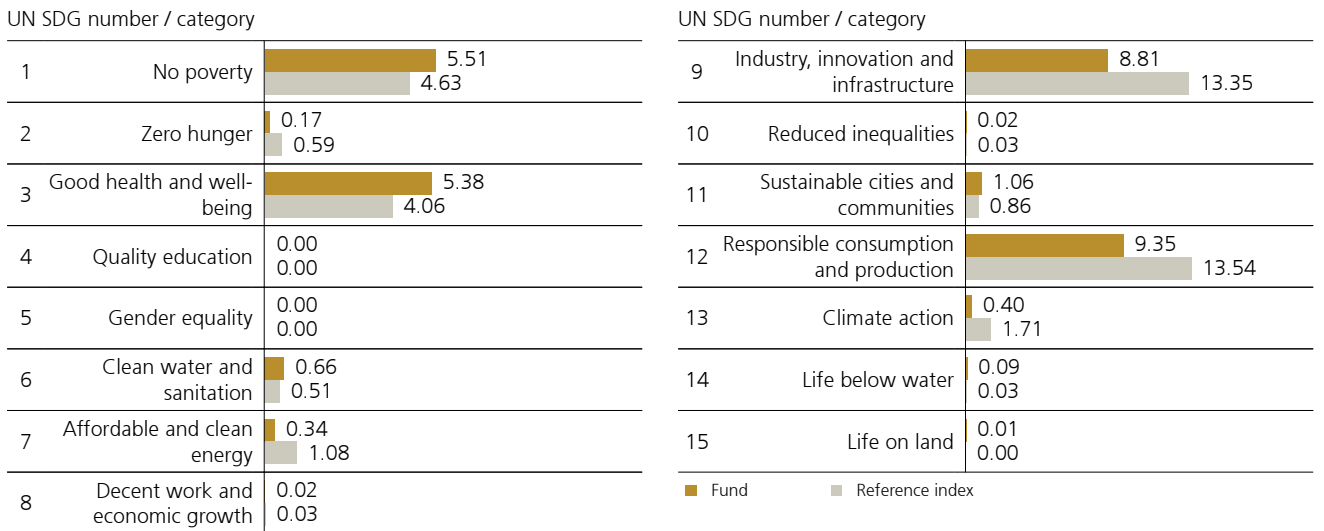 UN SDG number / category
1
No poverty
5.51
4.63
2
Zero hunger
0.17
0.59
3
Good health and well-
being
5.38
4.06
4
Quality education
0.00
0.00
5
Gender equality
0.00
0.00
6
Clean water and
sanitation
0.66
0.51
7
Affordable and clean
energy
0.34
1.08
8
Decent work and
economic growth
0.02
0.03
UN SDG number / category
9
Industry, innovation and
infrastructure
8.81
13.35
10
Reduced inequalities
0.02
0.03
11
Sustainable cities and
communities
1.06
0.86
12
Responsible consumption
and production
9.35
13.54
13
Climate action
0.40
1.71
14
Life below water
0.09
0.03
15
Life on land
0.01
0.00
Fund
Reference index